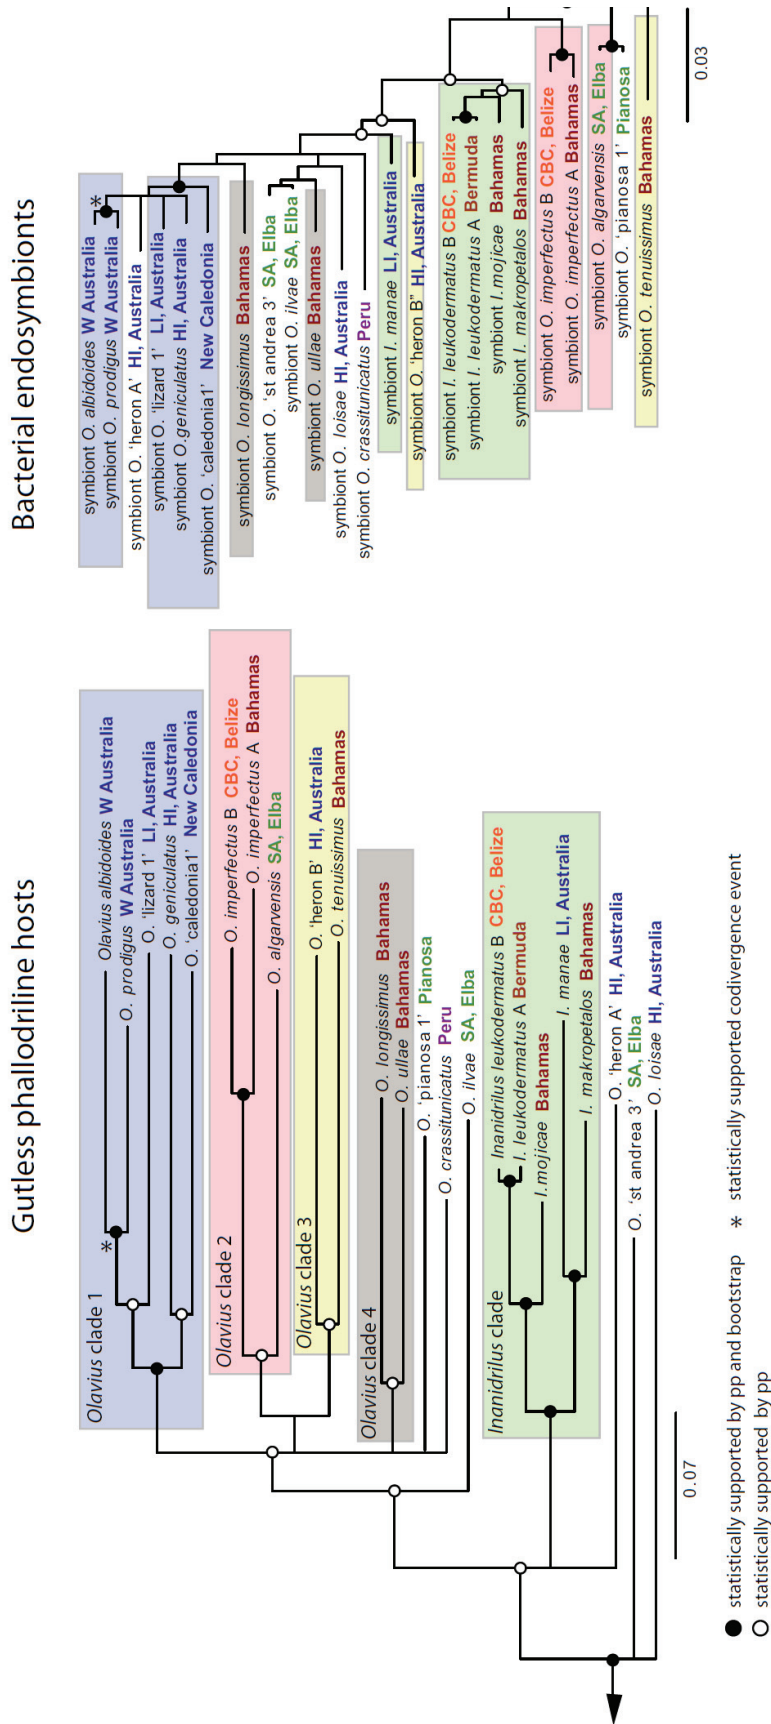 Gutless phallodriline hosts
Olavius clade 1
Olavius albidoides W Australia
O. prodigus W Australia
O. 'lizard 1' LI, Australia
O. geniculatus HI, Australia
O. 'caledonia1' New Caledonia
Olavius clade 2
O. imperfectus B CBC, Belize
O. imperfectus A Bahamas
O. algarvensis SA, Elba
Olavius clade 3
O. 'heron B' HI, Australia
O. tenuissimus Bahamas
Olavius clade 4
O. longissimus Bahamas
O. ullae Bahamas
O. 'pianosa 1' Pianosa
O. crassitunicatus Peru
O. ilvae SA, Elba
Inanidrilus clade
Inanidrilus leukodermatus B CBC, Belize
I. leukodermatus A Bermuda
I.mojicae Bahamas
I. manae LI, Australia
I. makropetalos Bahamas
O. 'heron A' HI, Australia
O. 'st andrea 3' SA, Elba
O. loisae HI, Australia
0.07
Bacterial endosymbionts
symbiont O. albidoides W Australia
symbiont O. prodigus W Australia
symbiont O. 'heron A' HI, Australia
symbiont O. 'lizard 1' LI, Australia
symbiont O.geniculatus HI, Australia
symbiont O. 'caledonia1' New Caledonia
symbiont O. longissimus Bahamas
symbiont O. 'st andrea 3' SA, Elba
symbiont O. ilvae SA, Elba
symbiont O. ullae Bahamas
symbiont O. loisae HI, Australia
symbiont O. crassitunicatus Peru
symbiont I. manae LI, Australia
symbiont O. 'heron B" HI, Australia
symbiont I. leukodermatus B CBC, Belize
symbiont I. leukodermatus A Bermuda
symbiont I.mojicae Bahamas
symbiont I. makropetalos Bahamas
symbiont O. imperfectus B CBC, Belize
symbiont O. imperfectus A Bahamas
symbiont O. algarvensis SA, Elba
symbiont O. 'pianosa 1' Pianosa
symbiont O. tenuissimus Bahamas
0.03
statistically supported by pp and bootstrap
* statistically supported codivergence event
statistically supported by pp